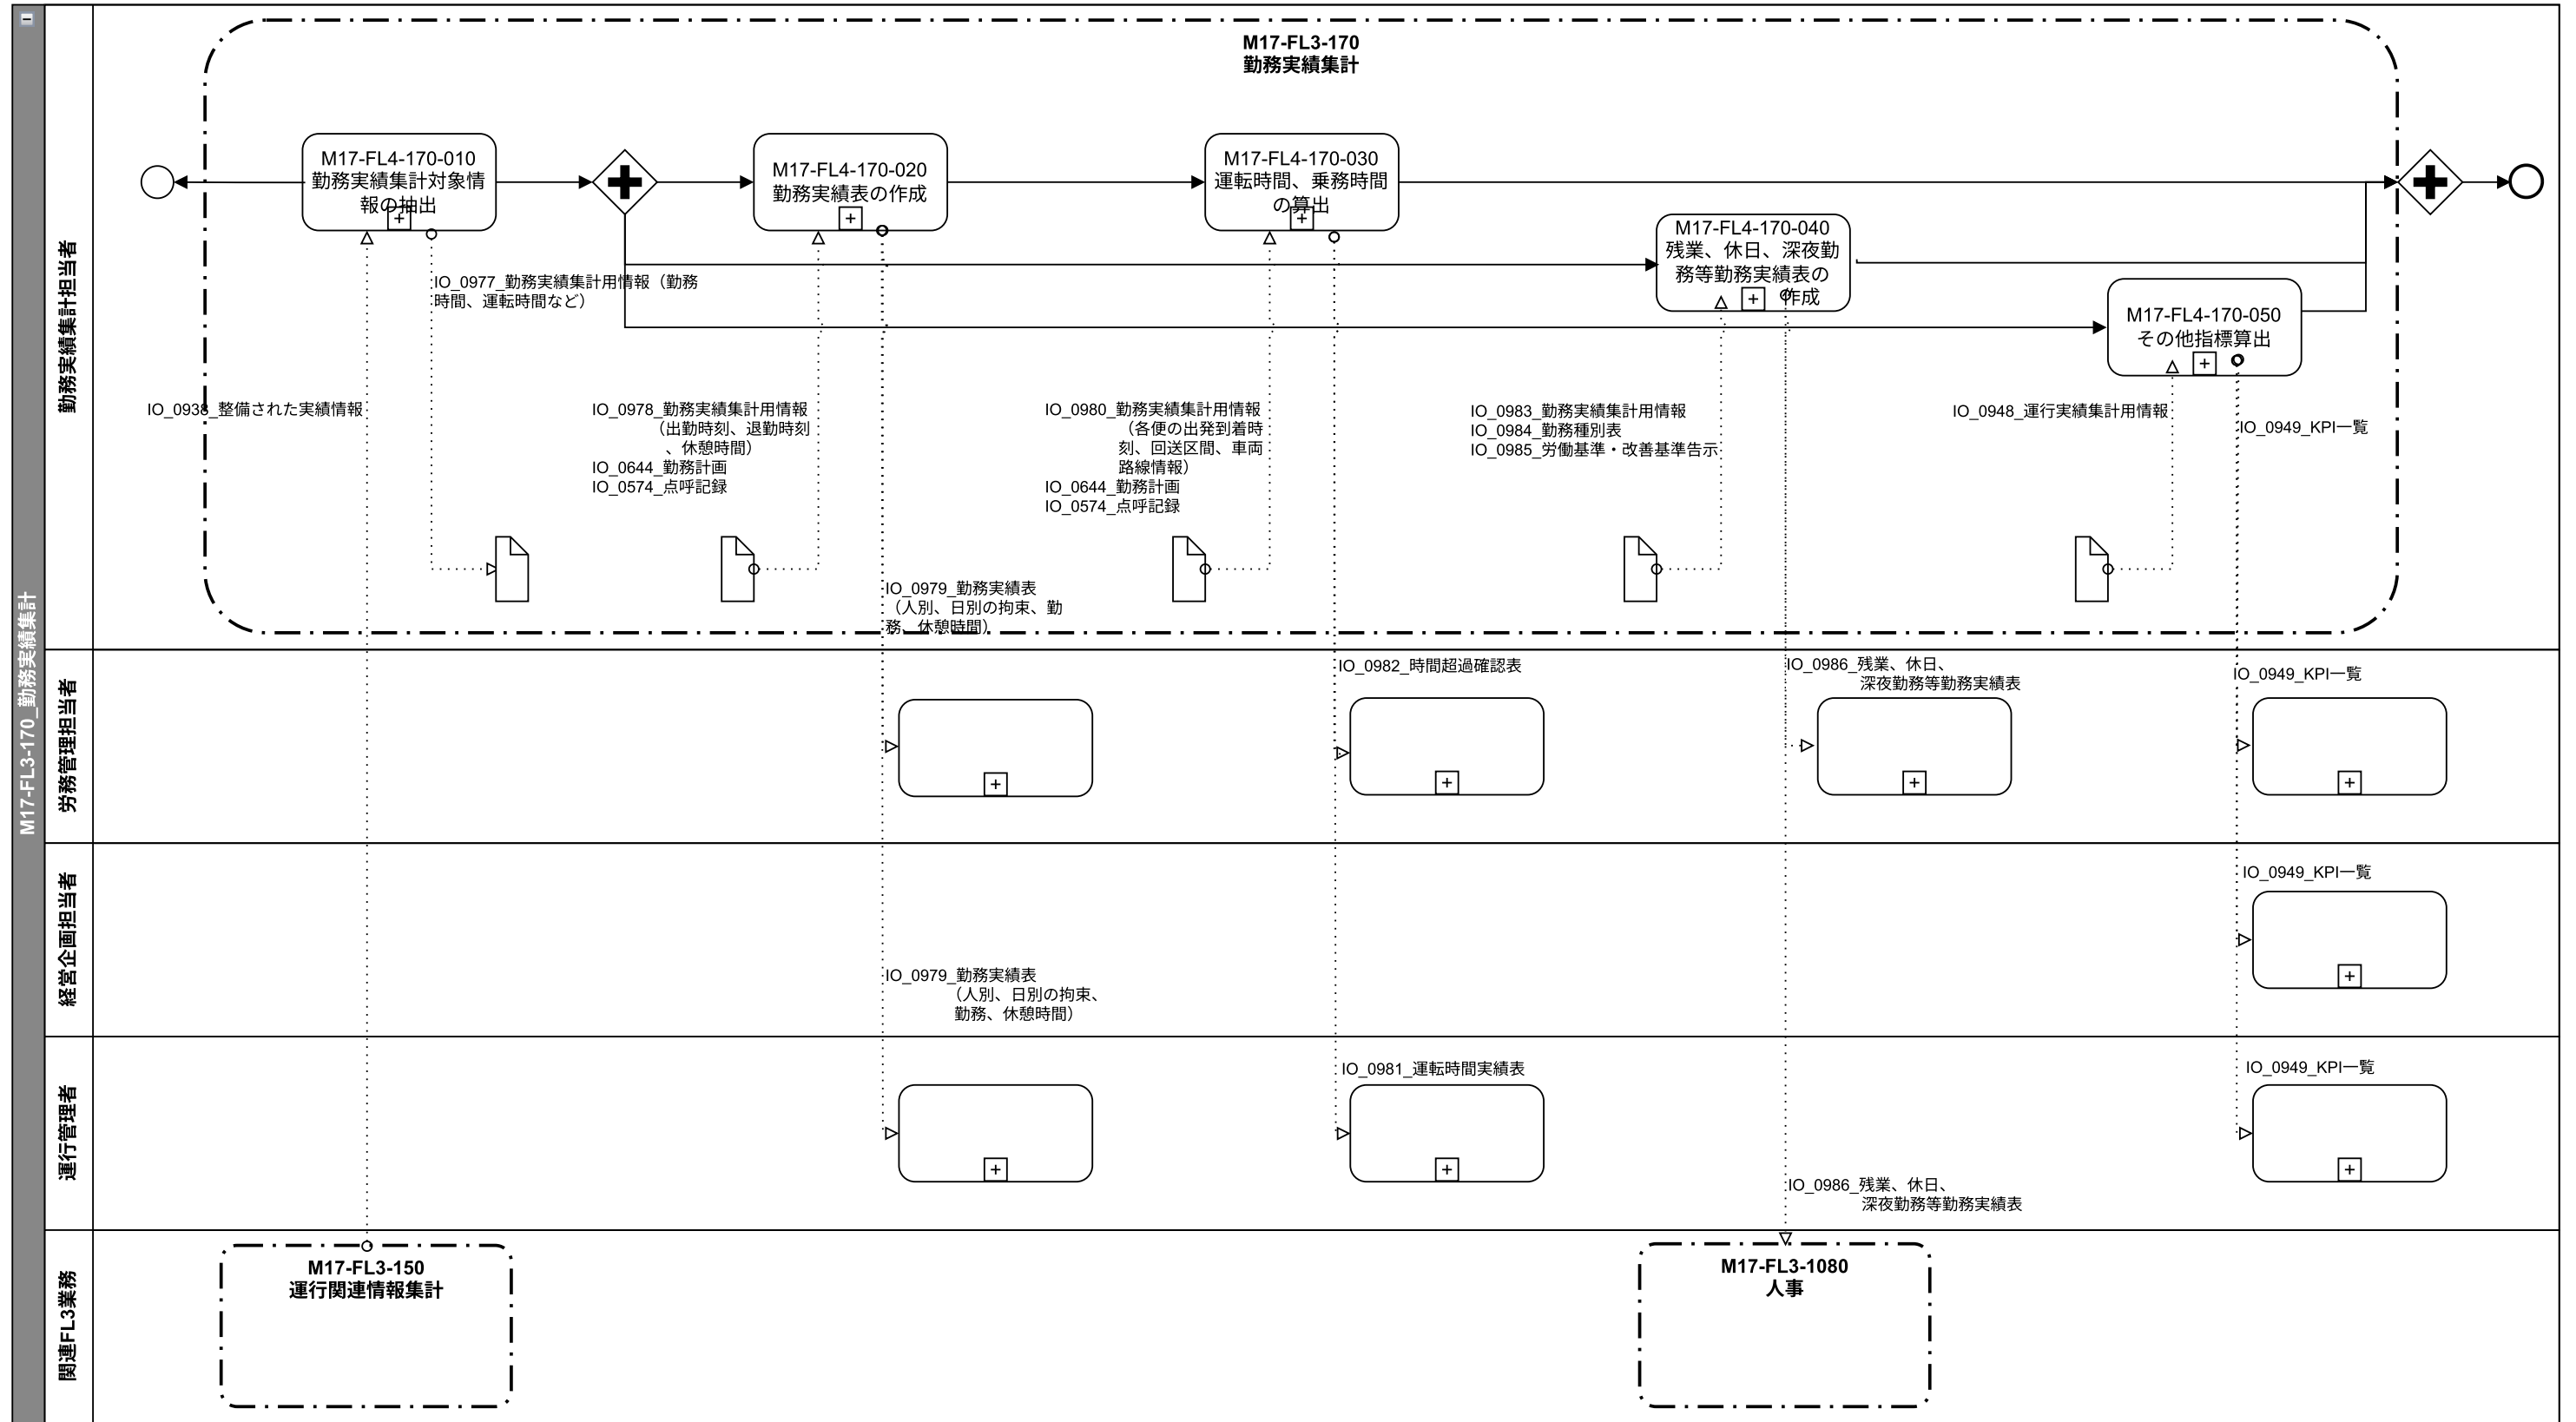 M17-FL3-170_勤務実績集計
勤務実績集計担当者
M17-FL3-170
勤務実績集計
M17-FL4-170-010
勤務実績集計対象情
報の抽出
M17-FL4-170-020
勤務実績表の作成
M17-FL4-170-030
運転時間、乗務時間
の算出
M17-FL4-170-040
残業、休日、深夜勤
務等勤務実績表の
作成
M17-FL4-170-050
その他指標算出
IO_0977_勤務実績集計用情報（勤務
時間、運転時間など）
IO_0938_整備された実績情報
IO_0978_勤務実績集計用情報
（出勤時刻、退勤時刻
、休憩時間）
IO_0644_勤務計画
IO_0574_点呼記録
IO_0980_勤務実績集計用情報
（各便の出発到着時
刻、回送区間、車両
路線情報）
IO_0644_勤務計画
IO_0574_点呼記録
IO_0983_勤務実績集計用情報
IO_0984_勤務種別表
IO_0985_労働基準・改善基準告示
IO_0948_運行実績集計用情報
IO_0949_KPI一覧
IO_0979_勤務実績表
（人別、日別の拘束、勤
務、休憩時間）
労務管理担当者
IO_0982_時間超過確認表
IO_0986_残業、休日、
深夜勤務等勤務実績表
IO_0949_KPI一覧
経営企画担当者
IO_0949_KPI一覧
IO_0979_勤務実績表
（人別、日別の拘束、
勤務、休憩時間）
運行管理者
IO_0981_運転時間実績表
IO_0949_KPI一覧
IO_0986_残業、休日、
深夜勤務等勤務実績表
関連FL3業務
M17-FL3-150
運行関連情報集計
M17-FL3-1080
人事